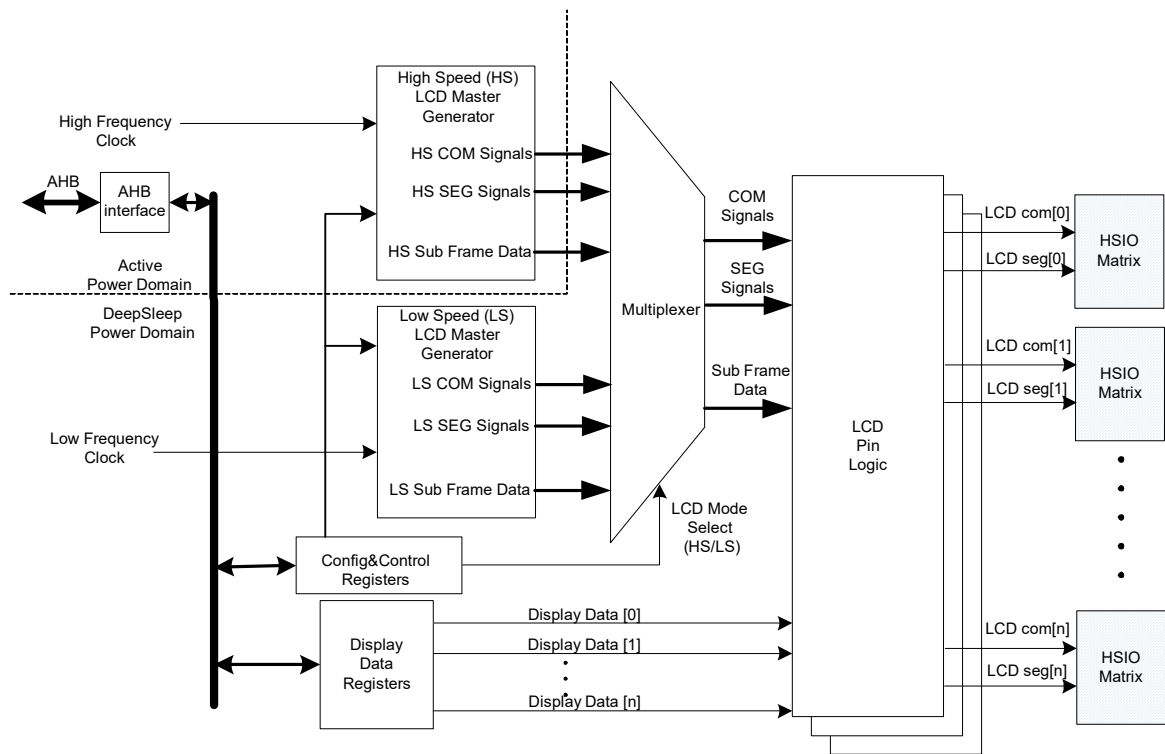 High Speed (HS)
LCD Master
Generator
High Frequency
Clock
HS COM Signals
HS SEG Signals
HS Sub Frame Data
AHB
AHB
interface
Active
Power Domain
DeepSleep
Power Domain
Low Speed (LS)
LCD Master
Generator
LS COM Signals
LS SEG Signals
LS Sub Frame Data
Low Frequency
Clock
Multiplexer
COM
Signals
SEG
Signals
Sub Frame
Data
LCD Mode
Select
(HS/LS)
Config&Control
Registers
Display
Data
Registers
Display Data [0]
Display Data [1]
Display Data [n]
LCD
Pin
Logic
LCD com[0]
LCD seg[0]
HSIO
Matrix
LCD com[1]
LCD seg[1]
HSIO
Matrix
LCD com[n]
LCD seg[n]
HSIO
Matrix